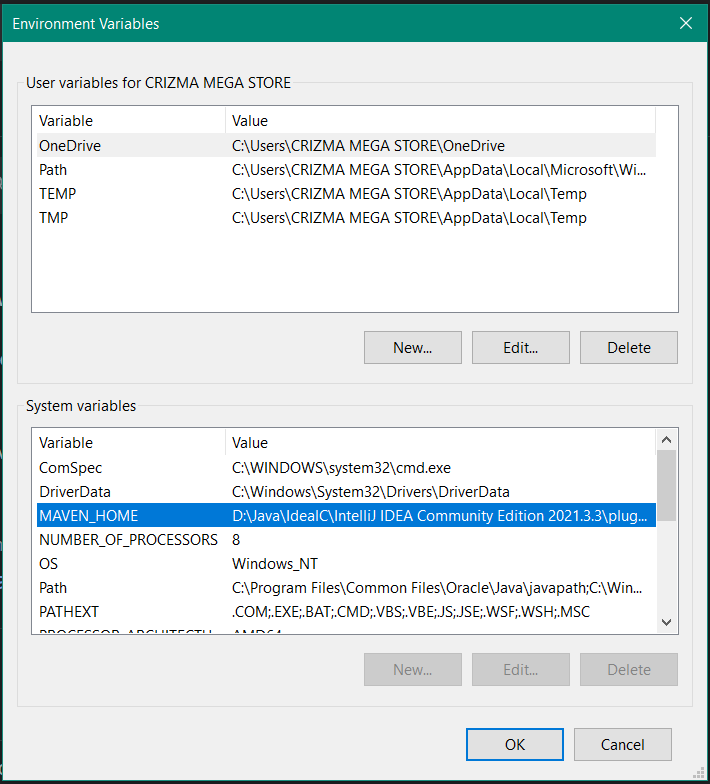 Environment Variables
User variables for CRIZMA MEGA STORE
Variable Value
OneDrive C:\Users\CRIZMA MEGA STORE\OneDrive
Path C:\Users\CRIZMA MEGA STORE\AppData\Local\Microsoft\Wi...
TEMP C:\Users\CRIZMA MEGA STORE\AppData\Local\Temp
TMP C:\Users\CRIZMA MEGA STORE\AppData\Local\Temp
New... Edit... Delete
System variables
Variable Value
ComSpec C:\WINDOWS\system32\cmd.exe
DriverData C:\Windows\System32\Drivers\DriverData
MAVEN_HOME D:\Java\IdealC\IntelliJ IDEA Community Edition 2021.3.3\plug...
NUMBER_OF_PROCESSORS 8
OS Windows_NT
Path C:\Program Files\Common Files\Oracle\Java\javapath;C:\Win...
PATHEXT .COM;.EXE;.BAT;.CMD;.VBS;.VBE;.JS;.JSE;.WSF;.WSH;.MSC
PROCESSOR_ARCHITECTU... AMD64
New... Edit... Delete
OK Cancel